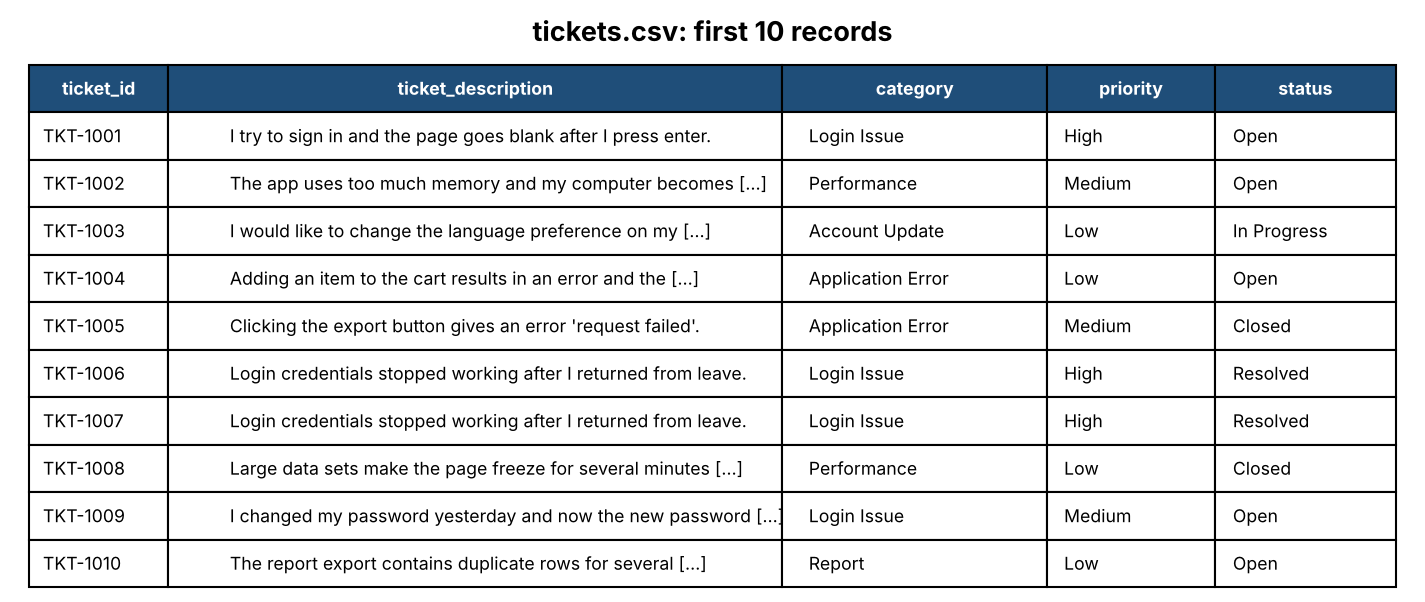 tickets.csv: first 10 records
ticket_id ticket_description category priority status
TKT-1001 I try to sign in and the page goes blank after I press enter. Login Issue High Open
TKT-1002 The app uses too much memory and my computer becomes [...] Performance Medium Open
TKT-1003 I would like to change the language preference on my [...] Account Update Low In Progress
TKT-1004 Adding an item to the cart results in an error and the [...] Application Error Low Open
TKT-1005 Clicking the export button gives an error 'request failed'. Application Error Medium Closed
TKT-1006 Login credentials stopped working after I returned from leave. Login Issue High Resolved
TKT-1007 Login credentials stopped working after I returned from leave. Login Issue High Resolved
TKT-1008 Large data sets make the page freeze for several minutes [...] Performance Low Closed
TKT-1009 I changed my password yesterday and now the new password [...] Login Issue Medium Open
TKT-1010 The report export contains duplicate rows for several [...] Report Low Open